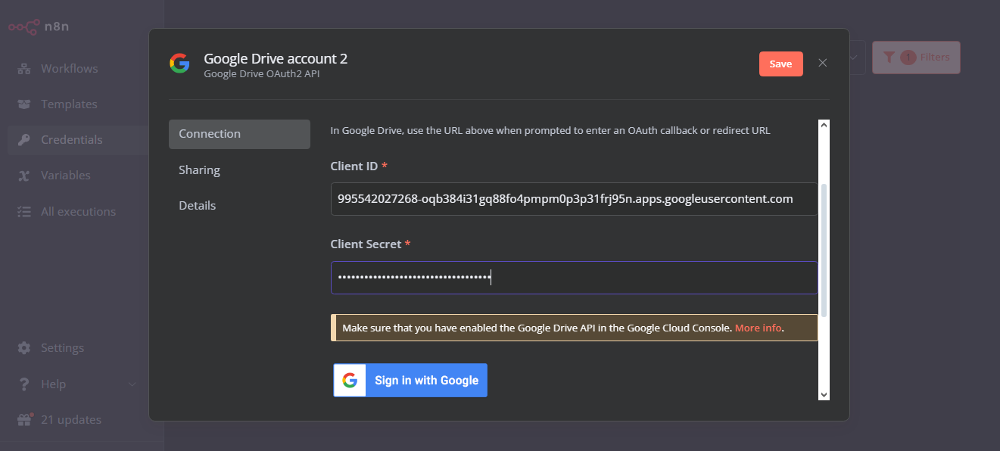 n8n
Workflows
Templates
Credentials
Variables
All executions
Settings
Help
21 updates
Google Drive account 2
Google Drive OAuth2 API
Save
1 Filters
Connection
Sharing
Details
In Google Drive, use the URL above when prompted to enter an OAuth callback or redirect URL
Client ID *
995542027268-oqb384i31gq88fo4pmpm0p3p31frj95n.apps.googleusercontent.com
Client Secret *
Make sure that you have enabled the Google Drive API in the Google Cloud Console. More info.
Sign in with Google